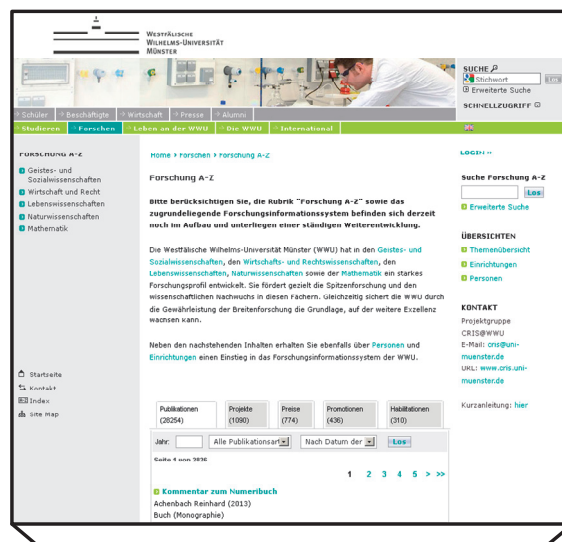 WESTFÄLISCHE
WILHELMS-UNIVERSITÄT
MÜNSTER
SUCHE
Stichwort Los
Erweiterte Suche
SCHNELLZUGRIFF
Schüler Beschäftigte Wirtschaft Presse Alumni
Studieren Forschen Leben an der WWU Die WWU International
FORSCHUNG A-Z
Geistes- und
Sozialwissenschaften
Wirtschaft und Recht
Lebenswissenschaften
Naturwissenschaften
Mathematik
Startseite
Kontakt
Index
Site Map
Home Forschen Forschung A-Z
Forschung A-Z
Bitte berücksichtigen Sie, die Rubrik "Forschung A-Z" sowie das
zugrundeliegende Forschungsinformationssystem befinden sich derzeit
noch im Aufbau und unterliegen einer ständigen Weiterentwicklung.
Die Westfälische Wilhelms-Universität Münster (WWU) hat in den Geistes- und
Sozialwissenschaften, den Wirtschafts- und Rechtswissenschaften, den
Lebenswissenschaften, Naturwissenschaften sowie der Mathematik ein starkes
Forschungsprofil entwickelt. Sie fördert gezielt die Spitzenforschung und den
wissenschaftlichen Nachwuchs in diesen Fächern. Gleichzeitig sichert die WWU durch
die Gewährleistung der Breitenforschung die Grundlage, auf der weitere Exzellenz
wachsen kann.
Neben den nachstehenden Inhalten erhalten Sie ebenfalls über Personen und
Einrichtungen einen Einstieg in das Forschungsinformationssystem der WWU.
Publikationen Projekte Preise Promotionen Habilitationen
(28254) (1090) (774) (436) (310)
Jahr: Alle Publikationsart Nach Datum der Los
Seite 1 von 2826
1 2 3 4 5 > >>
Kommentar zum Numeribuch
Achenbach Reinhard (2013)
Buch (Monographie)
LOGIN ››
Suche Forschung A-Z
Los
Erweiterte Suche
ÜBERSICHTEN
Themenübersicht
Einrichtungen
Personen
KONTAKT
Projektgruppe
CRIS@WWU
E-Mail: cris@uni-
muenster.de
URL: www.cris.uni-
muenster.de
Kurzanleitung: hier